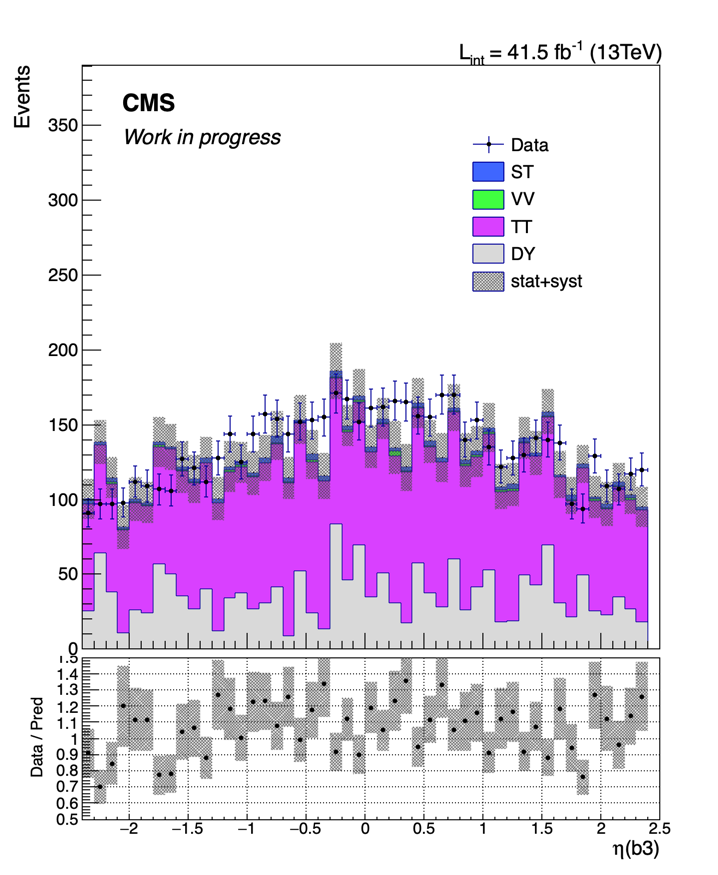 L_int = 41.5 fb⁻¹ (13TeV)
Events
CMS
Work in progress
Data
ST
VV
TT
DY
stat+syst
350
300
250
200
150
100
50
0
Data / Pred
1.5
1.4
1.3
1.2
1.1
1
0.9
0.8
0.7
0.6
0.5
−2 −1.5 −1 −0.5 0 0.5 1 1.5 2 2.5
η(b3)